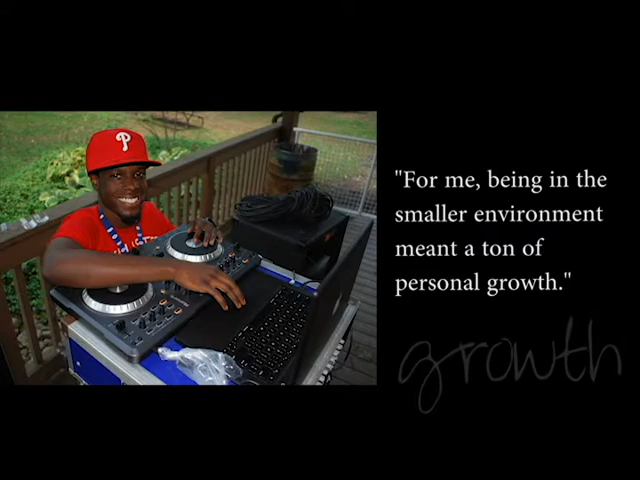 P
"For me, being in the
smaller environment
meant a ton of
personal growth."
growth